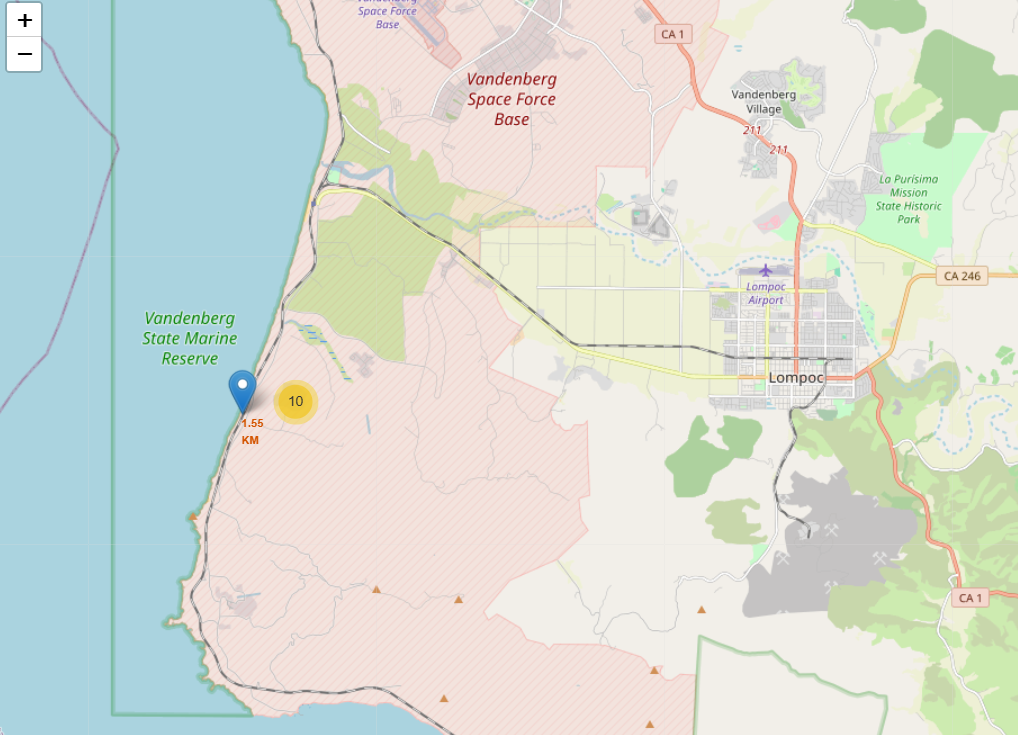 +
−
Vandenberg
Space Force
Base
CA 1
Vandenberg
Space Force
Base
Vandenberg
Village
211
211
La Purísima
Mission
State Historic
Park
CA 246
Lompoc
Airport
Vandenberg
State Marine
Reserve
Lompoc
10
1.55
KM
CA 1